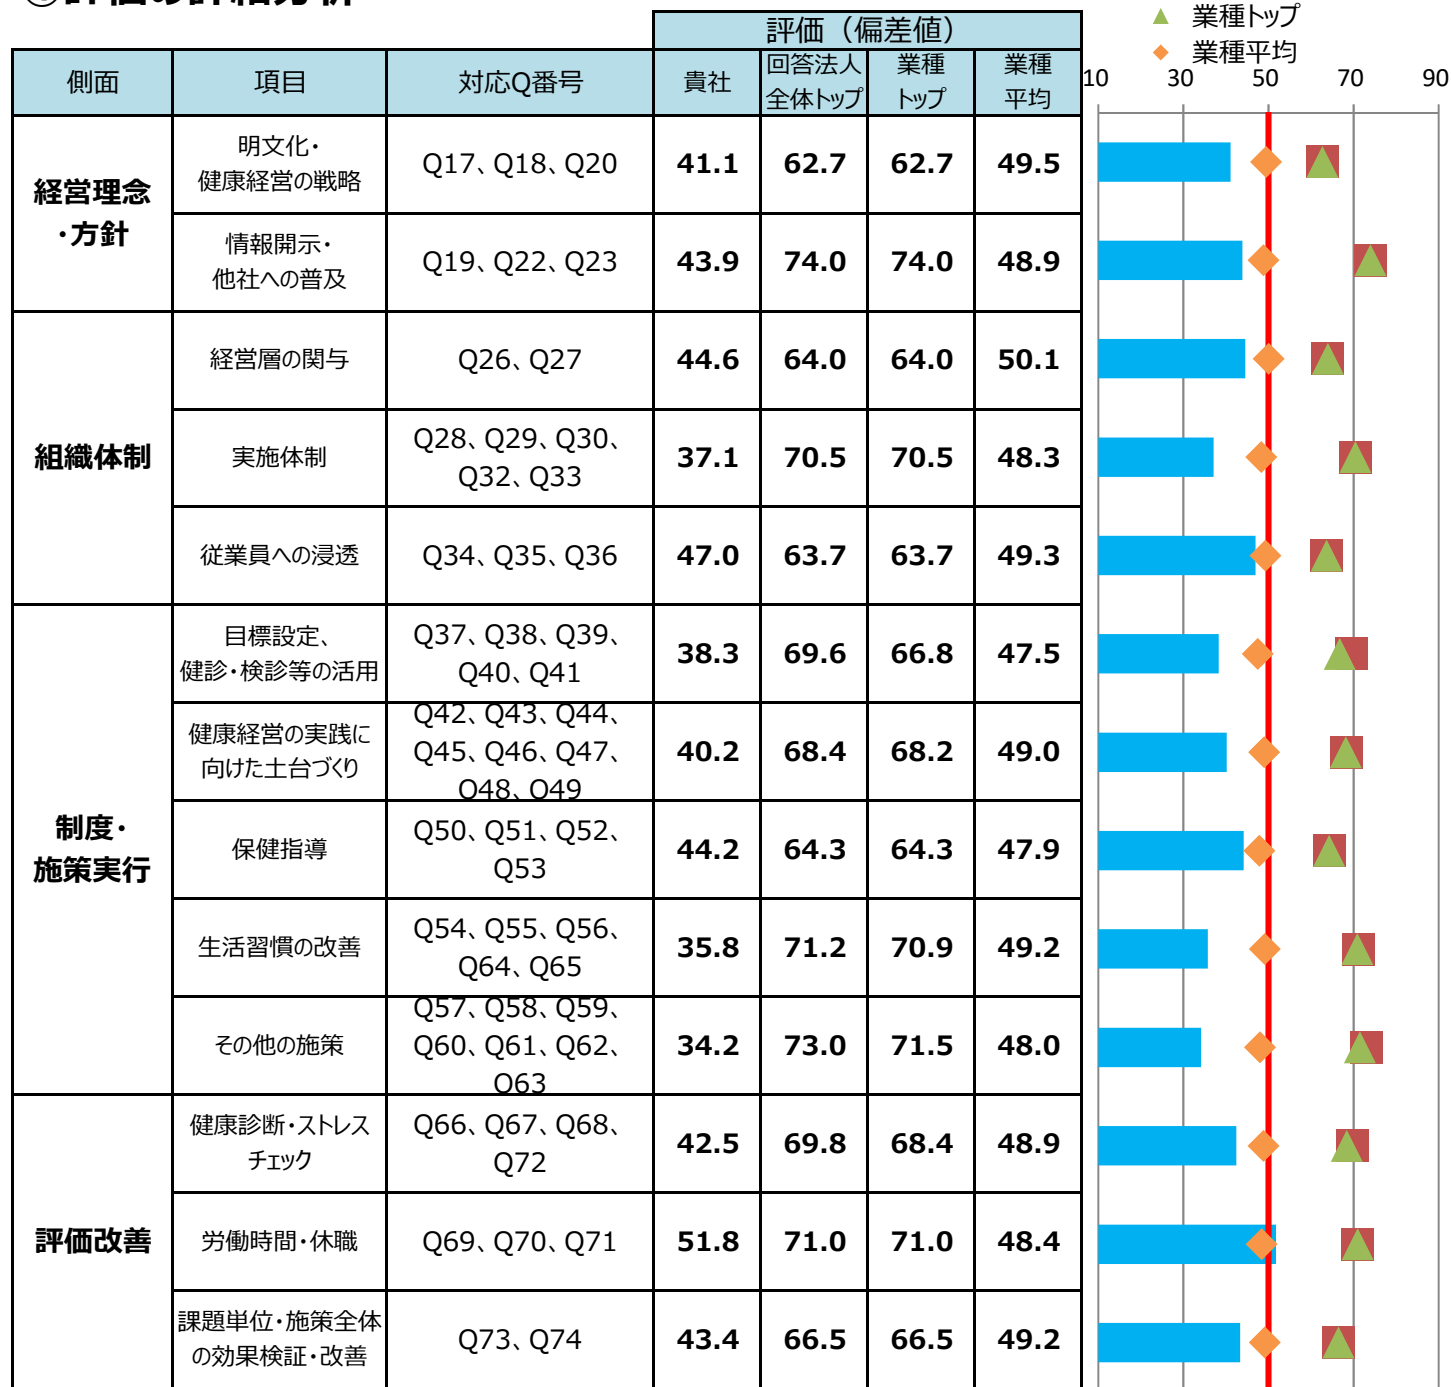 評価の詳細分析
▲ 業種トップ
◆ 業種平均
10 30 50 70 90
評価（偏差値）
側面 項目 対応Q番号 貴社 回答法人全体トップ 業種トップ 業種平均
経営理念・方針
明文化・健康経営の戦略 Q17、Q18、Q20 41.1 62.7 62.7 49.5
情報開示・他社への普及 Q19、Q22、Q23 43.9 74.0 74.0 48.9
組織体制
経営層の関与 Q26、Q27 44.6 64.0 64.0 50.1
実施体制 Q28、Q29、Q30、Q32、Q33 37.1 70.5 70.5 48.3
従業員への浸透 Q34、Q35、Q36 47.0 63.7 63.7 49.3
制度・施策実行
目標設定、健診・検診等の活用 Q37、Q38、Q39、Q40、Q41 38.3 69.6 66.8 47.5
健康経営の実践に向けた土台づくり Q42、Q43、Q44、Q45、Q46、Q47、Q48、Q49 40.2 68.4 68.2 49.0
保健指導 Q50、Q51、Q52、Q53 44.2 64.3 64.3 47.9
生活習慣の改善 Q54、Q55、Q56、Q64、Q65 35.8 71.2 70.9 49.2
その他の施策 Q57、Q58、Q59、Q60、Q61、Q62、Q63 34.2 73.0 71.5 48.0
評価改善
健康診断・ストレスチェック Q66、Q67、Q68、Q72 42.5 69.8 68.4 48.9
労働時間・休職 Q69、Q70、Q71 51.8 71.0 71.0 48.4
課題単位・施策全体の効果検証・改善 Q73、Q74 43.4 66.5 66.5 49.2